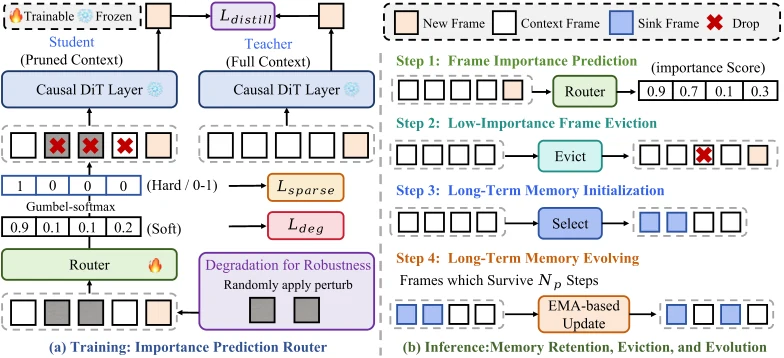 Trainable Frozen
L_distill
Student
(Pruned Context)
Teacher
(Full Context)
Causal DiT Layer
Causal DiT Layer
1 0 0 0 (Hard / 0-1)
L_sparse
Gumbel-softmax
0.9 0.1 0.1 0.2 (Soft)
L_deg
Router
Degradation for Robustness
Randomly apply perturb
(a) Training: Importance Prediction Router
New Frame Context Frame Sink Frame Drop
Step 1: Frame Importance Prediction
(importance Score)
Router
0.9 0.7 0.1 0.3
Step 2: Low-Importance Frame Eviction
Evict
Step 3: Long-Term Memory Initialization
Select
Step 4: Long-Term Memory Evolving
Frames which Survive N_p Steps
EMA-based
Update
(b) Inference:Memory Retention, Eviction, and Evolution